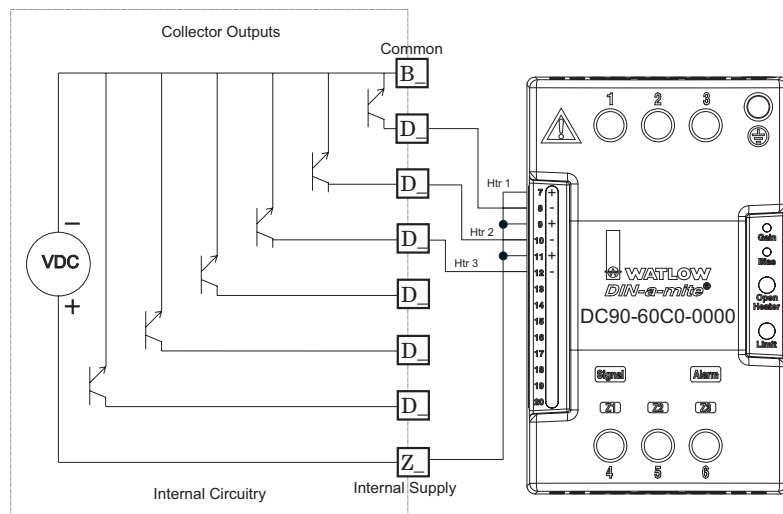 Collector Outputs
Common
B_
D_
D_
D_
D_
D_
D_
Z_
Internal Supply
Internal Circuitry
−
VDC
+
Htr 1
Htr 2
Htr 3
1 2 3
7 +
8 -
9 +
10 -
11 +
12 -
13
14
15
16
17
18
19
20
WATLOW
DIN-a-mite®
DC90-60C0-0000
Gain
Bias
Open
Heater
Limit
Signal Alarm
Z1 Z2 Z3
4 5 6